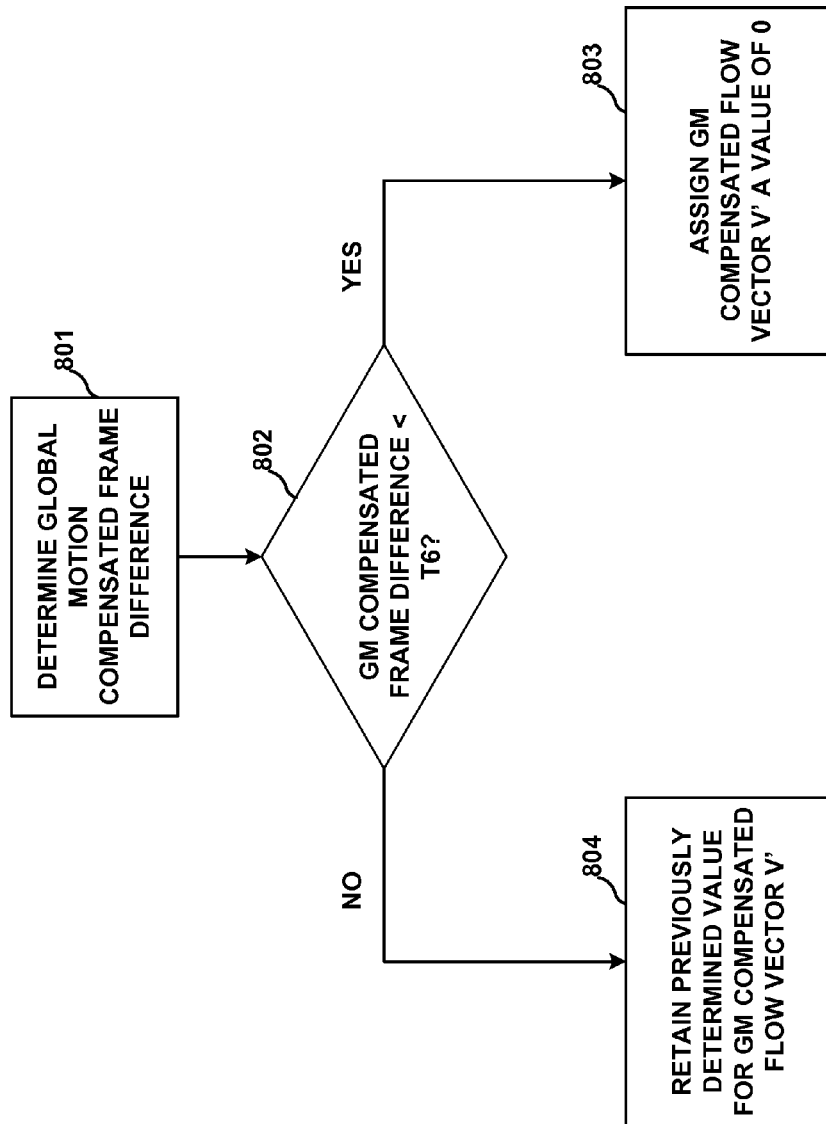 801
DETERMINE GLOBAL
MOTION
COMPENSATED FRAME
DIFFERENCE
802
GM COMPENSATED
FRAME DIFFERENCE <
T6?
YES
803
ASSIGN GM
COMPENSATED FLOW
VECTOR V' A VALUE OF 0
NO
804
RETAIN PREVIOUSLY
DETERMINED VALUE
FOR GM COMPENSATED
FLOW VECTOR V'